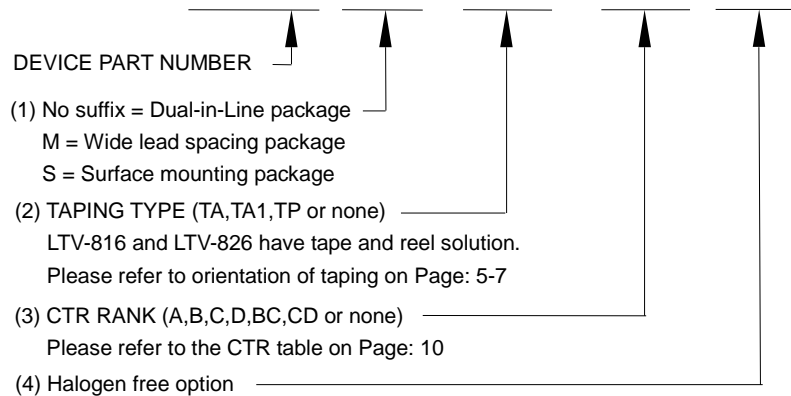 DEVICE PART NUMBER
(1) No suffix = Dual-in-Line package
M = Wide lead spacing package
S = Surface mounting package
(2) TAPING TYPE (TA,TA1,TP or none)
LTV-816 and LTV-826 have tape and reel solution.
Please refer to orientation of taping on Page: 5-7
(3) CTR RANK (A,B,C,D,BC,CD or none)
Please refer to the CTR table on Page: 10
(4) Halogen free option